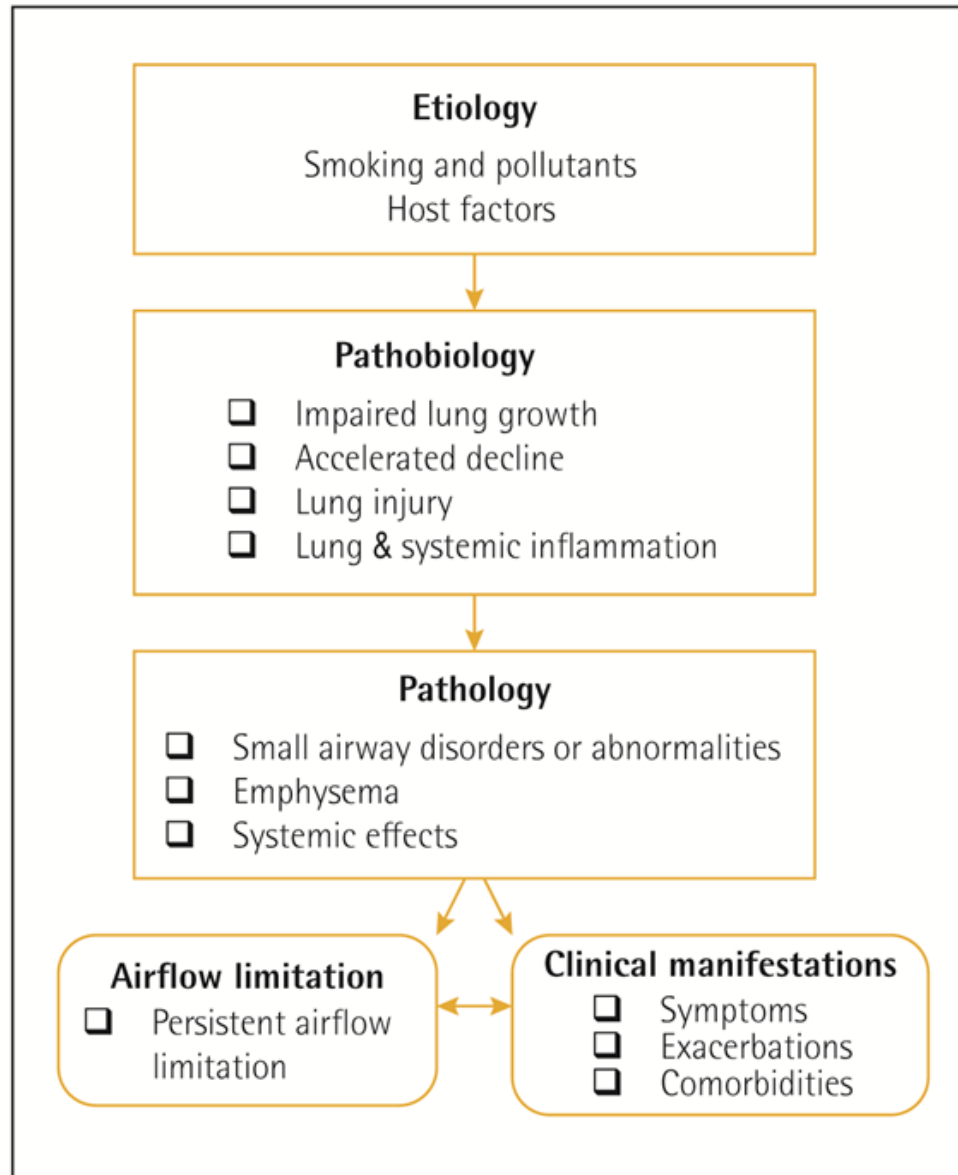 Etiology
Smoking and pollutants
Host factors
Pathobiology
❑ Impaired lung growth
❑ Accelerated decline
❑ Lung injury
❑ Lung & systemic inflammation
Pathology
❑ Small airway disorders or abnormalities
❑ Emphysema
❑ Systemic effects
Airflow limitation
❑ Persistent airflow
limitation
Clinical manifestations
❑ Symptoms
❑ Exacerbations
❑ Comorbidities